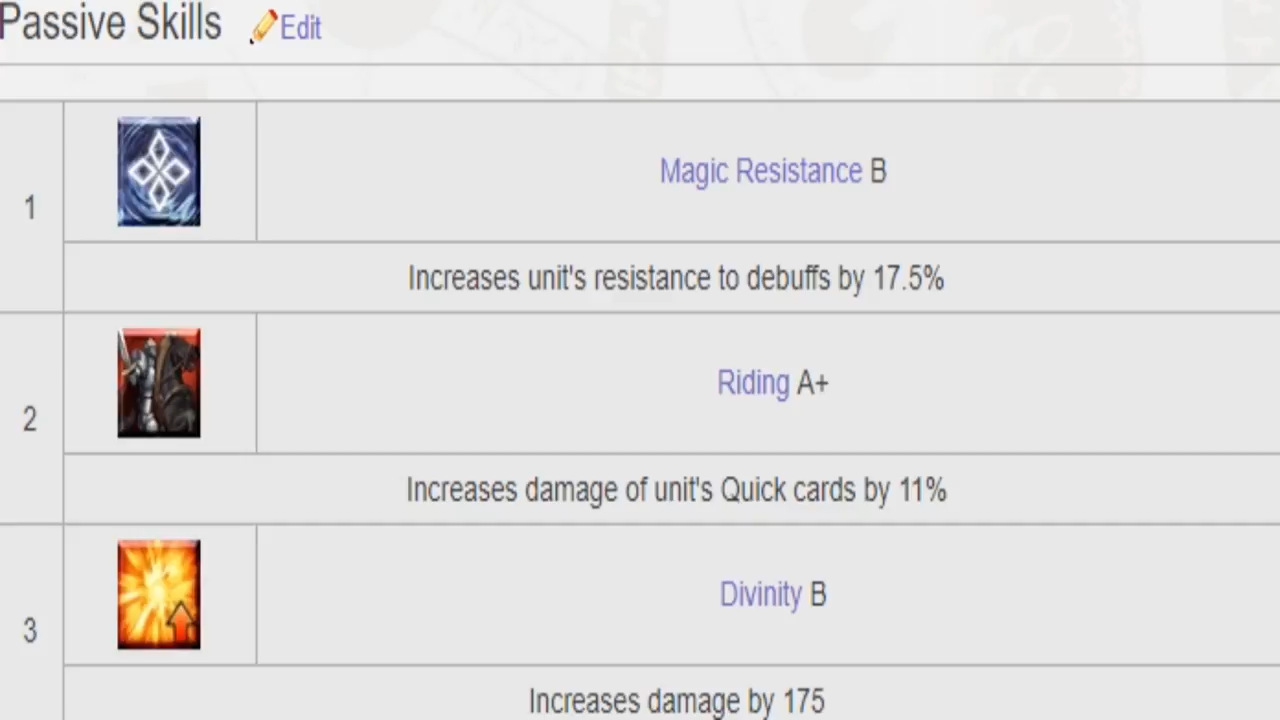 Passive Skills Edit
1
Magic Resistance B
Increases unit's resistance to debuffs by 17.5%
2
Riding A+
Increases damage of unit's Quick cards by 11%
3
Divinity B
Increases damage by 175